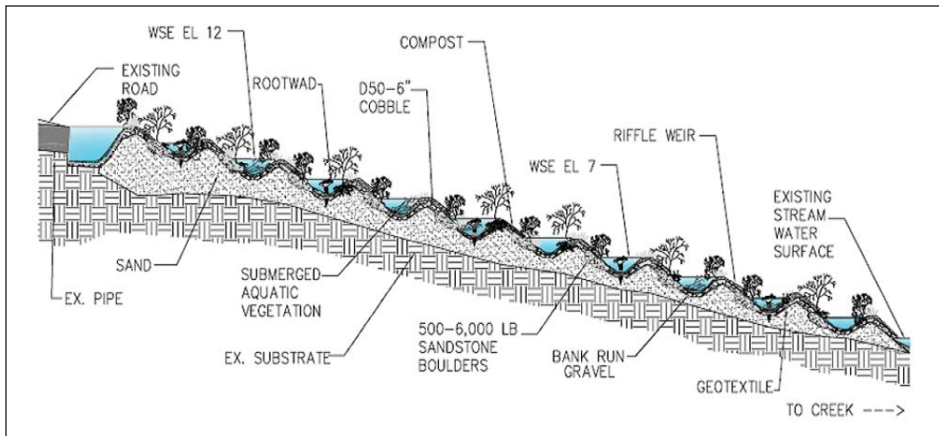 WSE EL 12
EXISTING
ROAD
ROOTWAD
D50-6"
COBBLE
COMPOST
RIFFLE WEIR
WSE EL 7
EXISTING
STREAM
WATER
SURFACE
SAND
SUBMERGED
AQUATIC
VEGETATION
EX. PIPE
EX. SUBSTRATE
500-6,000 LB
SANDSTONE
BOULDERS
BANK RUN
GRAVEL
GEOTEXTILE
TO CREEK --->